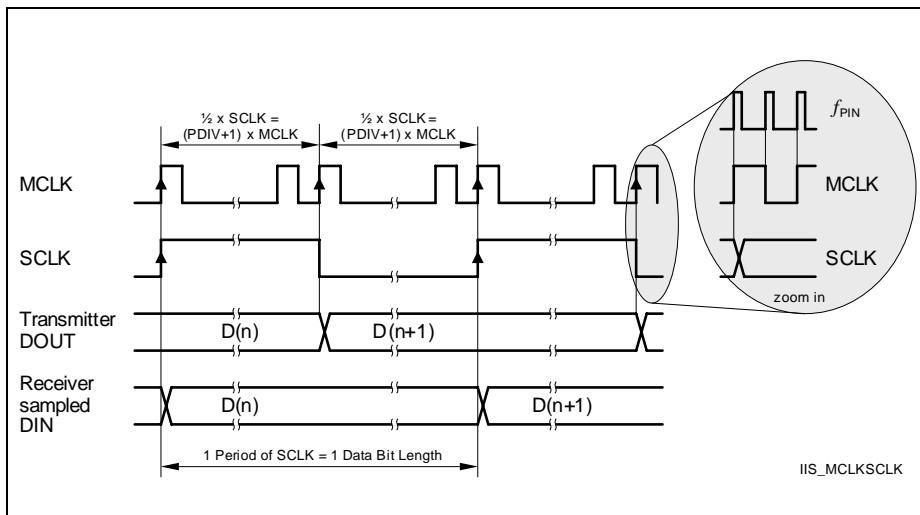 ½ x SCLK =
(PDIV+1) x MCLK
½ x SCLK =
(PDIV+1) x MCLK
fPIN
MCLK
MCLK
SCLK
SCLK
zoom in
Transmitter
DOUT
D(n)
D(n+1)
Receiver
sampled
DIN
D(n)
D(n+1)
1 Period of SCLK = 1 Data Bit Length
IIS_MCLKSCLK